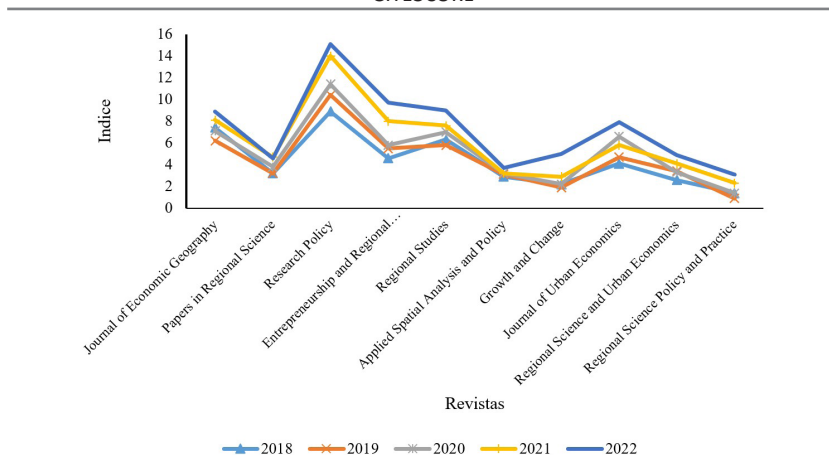 16
14
12
10
8
6
4
2
0
Indice
Journal of Economic Geography
Papers in Regional Science
Research Policy
Entrepreneurship and Regional…
Regional Studies
Applied Spatial Analysis and Policy
Growth and Change
Journal of Urban Economics
Regional Science and Urban Economics
Regional Science Policy and Practice
Revistas
2018 2019 2020 2021 2022